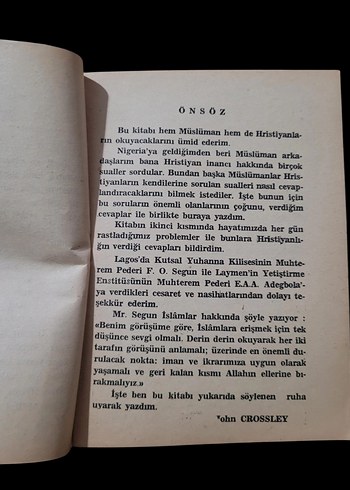 ÖNSÖZ
Bu kitabı hem Müslüman hem de Hristiyanla-
rın okuyacaklarını ümid ederim.
Nigeria'ya geldiğimden beri Müslüman arka-
daşlarım bana Hristiyan inancı hakkında birçok
sualler sordular. Bundan başka Müslümanlar Hris-
tiyanların kendilerine sorulan sualleri nasıl cevap-
landıracaklarını bilmek istediler. İşte bunun için
bu soruların önemli olanlarının çoğunu, verdiğim
cevaplar ile birlikte buraya yazdım.
Kitabın ikinci kısmında hayatımızda her gün
rastladığımız problemler ile bunlara Hristiyanlı-
ğın verdiği cevapları bildirdim.
Lagos'da Kutsal Yuhanna Kilisesinin Muhte-
rem Pederi F. O. Segun ile Laymen'in Yetiştirme
Enstitüsünün Muhterem Pederi E.A.A. Adegbola'-
ya verdikleri cesaret ve nasihatlarından dolayı te-
şekkür ederim.
Mr. Segun İslâmlar hakkında şöyle yazıyor :
«Benim görüşüme göre, İslâmlara erişmek için tek
düşünce sevgi olmalı. Derin derin okuyarak her iki
tarafın görüşünü anlamalı; üzerinde en önemli du-
rulacak nokta: iman ve ikrarımıza uygun olarak
yaşamalı ve geri kalan kısmı Allahın ellerine bı-
rakmalıyız.»
İşte ben bu kitabı yukarıda söylenen ruha
uyarak yazdım.
John CROSSLEY